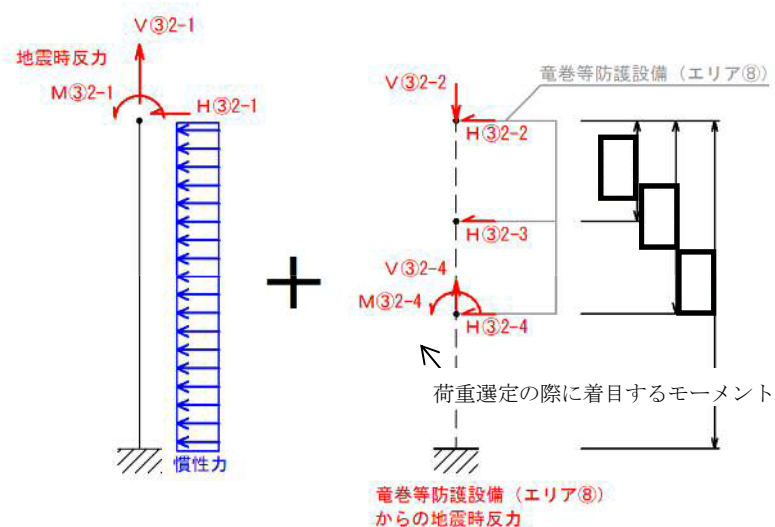 V③2-1
地震時反力
M③2-1
H③2-1
慣性力
竜巻等防護設備（エリア⑧）
V③2-2
H③2-2
H③2-3
V③2-4
M③2-4
H③2-4
荷重選定の際に着目するモーメント
竜巻等防護設備（エリア⑧）
からの地震時反力